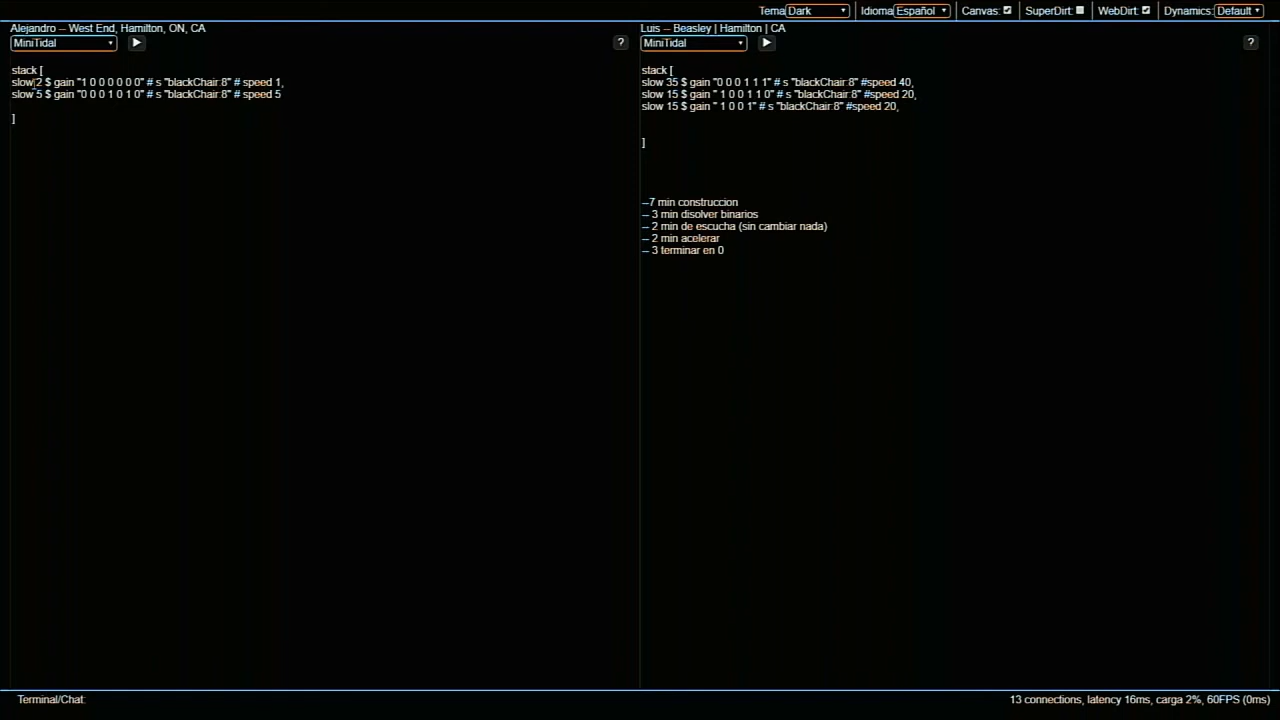 Tema Dark Idioma Español Canvas: SuperDirt: WebDirt: Dynamics: Default
Alejandro -- West End, Hamilton, ON, CA
MiniTidal
?
stack [
slow 2 $ gain "1 0 0 0 0 0 0" # s "blackChair:8" # speed 1,
slow 5 $ gain "0 0 0 1 0 1 0" # s "blackChair:8" # speed 5
]
Luis -- Beasley | Hamilton | CA
MiniTidal
?
stack [
slow 35 $ gain "0 0 0 1 1 1" # s "blackChair:8" #speed 40,
slow 15 $ gain " 1 0 0 1 1 0" # s "blackChair:8" #speed 20,
slow 15 $ gain " 1 0 0 1" # s "blackChair:8" #speed 20,
]
--7 min construccion
-- 3 min disolver binarios
-- 2 min de escucha (sin cambiar nada)
-- 2 min acelerar
-- 3 terminar en 0
Terminal/Chat:
13 connections, latency 16ms, carga 2%, 60FPS (0ms)